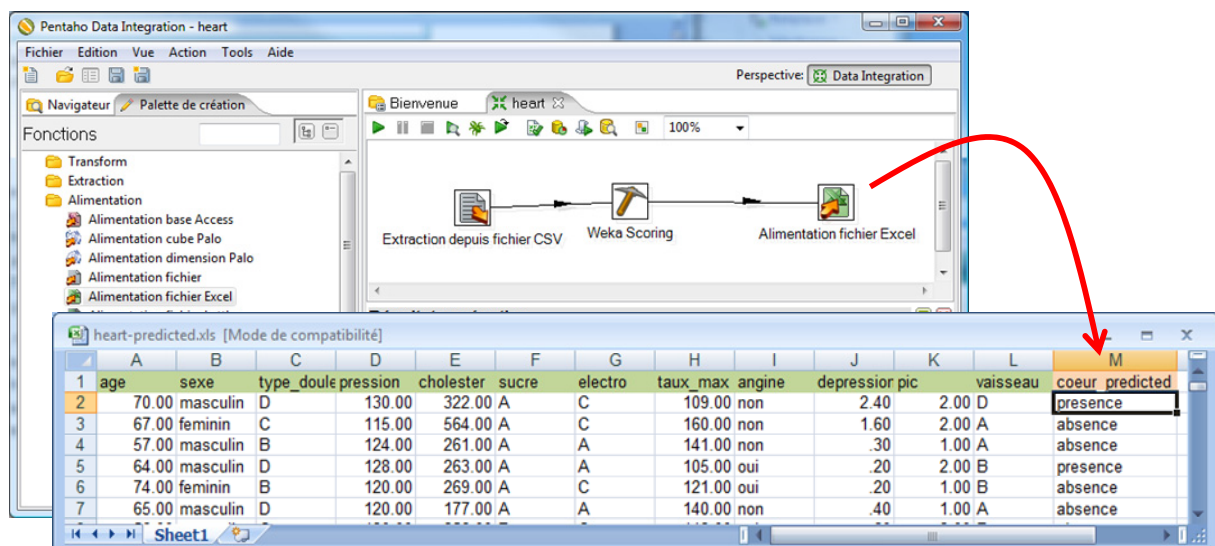 Pentaho Data Integration - heart
Fichier Edition Vue Action Tools Aide
Perspective: Data Integration
Navigateur Palette de création
Bienvenue heart
Fonctions
100%
Transform
Extraction
Alimentation
Alimentation base Access
Alimentation cube Palo
Alimentation dimension Palo
Alimentation fichier
Alimentation fichier Excel
Extraction depuis fichier CSV
Weka Scoring
Alimentation fichier Excel
heart-predicted.xls [Mode de compatibilité]
A B C D E F G H I J K L M
1 age sexe type_doule pression cholester sucre electro taux_max angine depression pic vaisseau coeur_predicted
2 70.00 masculin D 130.00 322.00 A C 109.00 non 2.40 2.00 D presence
3 67.00 feminin C 115.00 564.00 A C 160.00 non 1.60 2.00 A absence
4 57.00 masculin B 124.00 261.00 A A 141.00 non .30 1.00 A absence
5 64.00 masculin D 128.00 263.00 A A 105.00 oui .20 2.00 B presence
6 74.00 feminin B 120.00 269.00 A C 121.00 oui .20 1.00 B absence
7 65.00 masculin D 120.00 177.00 A A 140.00 non .40 1.00 A absence
Sheet1